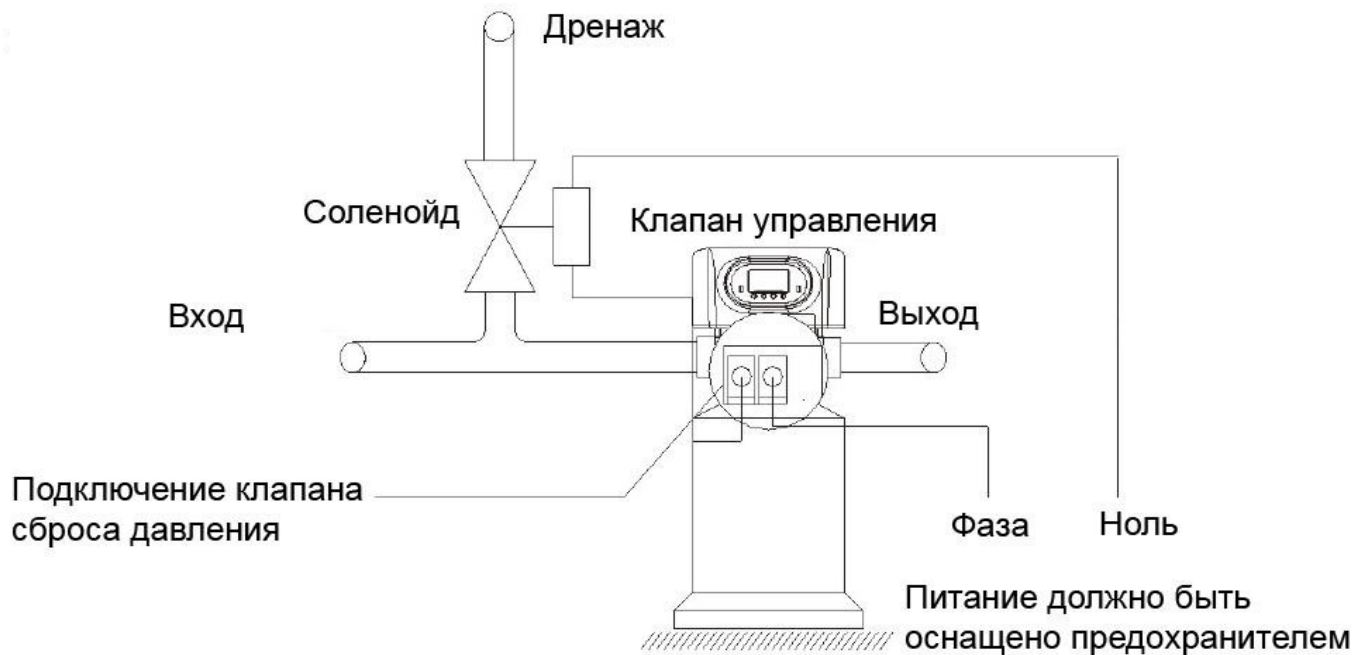 Дренаж
Соленойд
Клапан управления
Вход
Выход
Подключение клапана
сброса давления
Фаза
Ноль
Питание должно быть
оснащено предохранителем